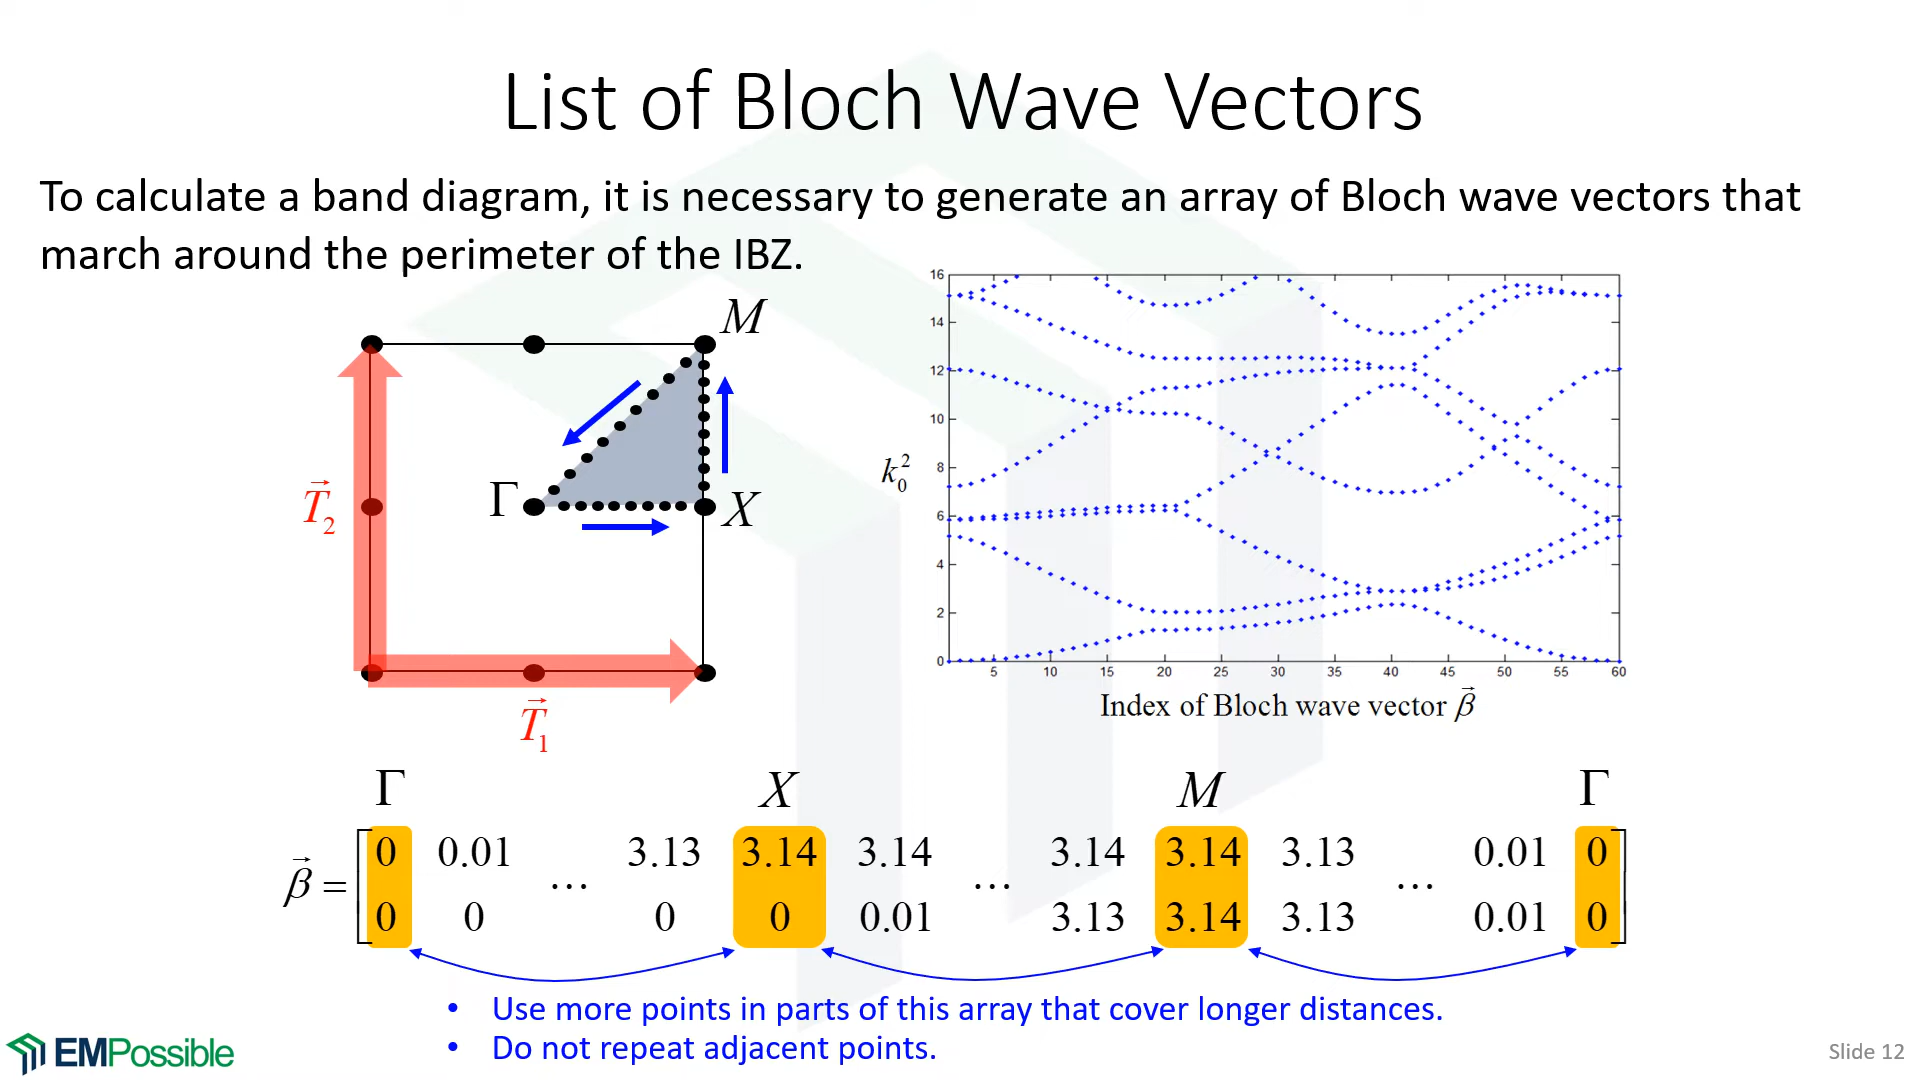 List of Bloch Wave Vectors
To calculate a band diagram, it is necessary to generate an array of Bloch wave vectors that
march around the perimeter of the IBZ.
M
Γ
X
T⃗₂
T⃗₁
16
14
12
10
8
6
4
2
0
k₀²
5 10 15 20 25 30 35 40 45 50 55 60
Index of Bloch wave vector β⃗
Γ X M Γ
0 0.01 3.13 3.14 3.14 3.14 3.14 3.13 0.01 0
β⃗ = ⋯ ⋯ ⋯
0 0 0 0 0.01 3.13 3.14 3.13 0.01 0
• Use more points in parts of this array that cover longer distances.
• Do not repeat adjacent points.
EMPossible
Slide 12